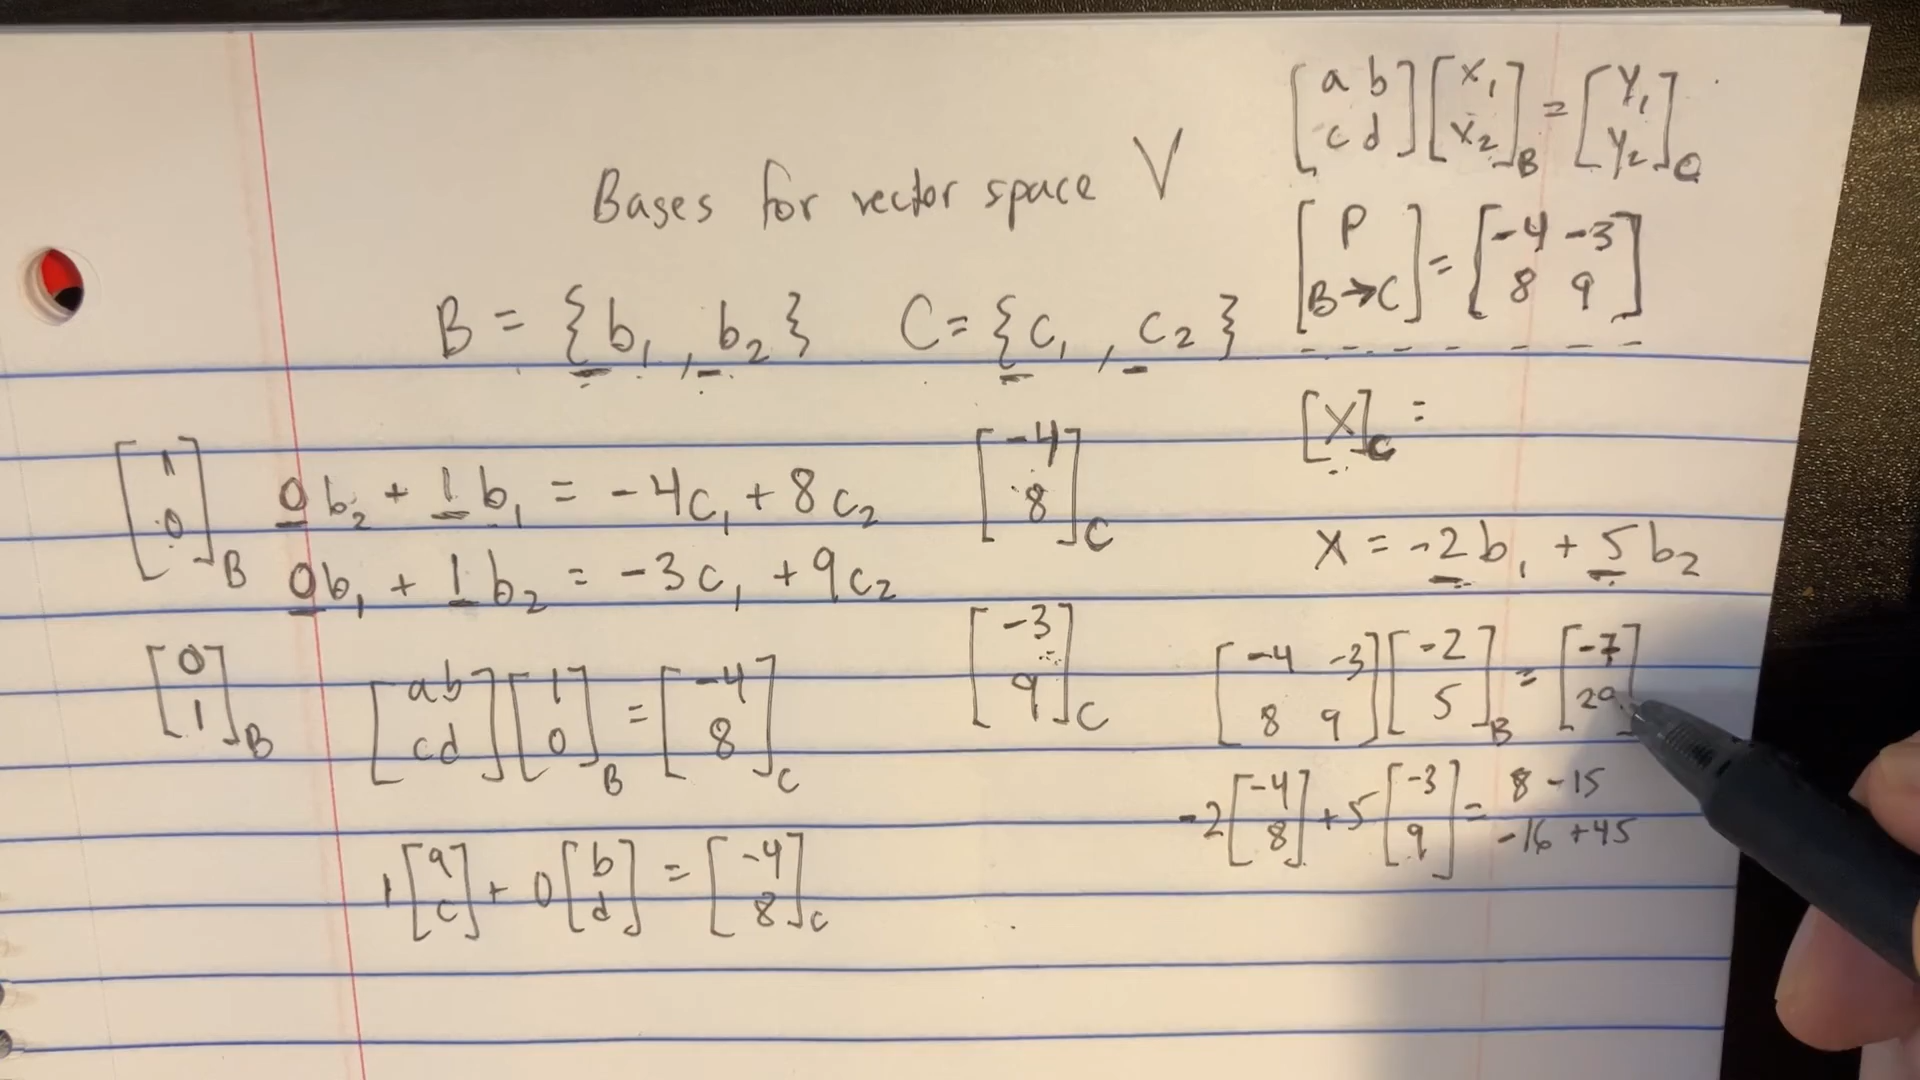 Bases for vector space V
B = {b₁, b₂} C = {c₁, c₂}
[1 0]B 0b₂ + 1b₁ = -4c₁ + 8c₂ [-4 8]C
0b₁ + 1b₂ = -3c₁ + 9c₂
[0 1]B [-3 9]C
[a b c d] [1 0]B = [-4 8]C
1[a c] + 0[b d] = [-4 8]C
[a b c d] [x₁ x₂]B = [y₁ y₂]C
[P B→C] = [-4 -3 8 9]
[X]C =
X = -2b₁ + 5b₂
[-4 -3 8 9] [-2 5]B = [-7 29]
-2[-4 8] + 5[-3 9] = 8 - 15
-16 + 45